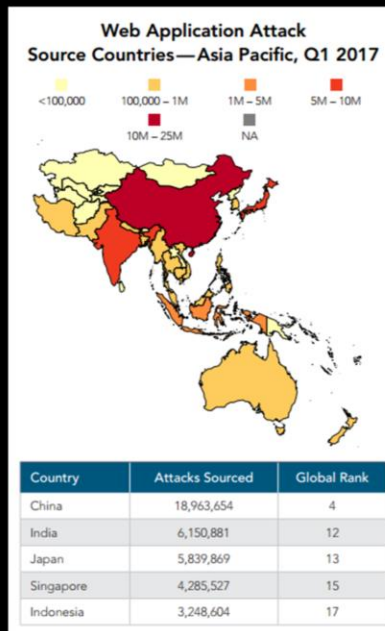 Web Application Attack
Source Countries—Asia Pacific, Q1 2017
<100,000 100,000 – 1M 1M – 5M 5M – 10M
10M – 25M NA
Country Attacks Sourced Global Rank
China 18,963,654 4
India 6,150,881 12
Japan 5,839,869 13
Singapore 4,285,527 15
Indonesia 3,248,604 17